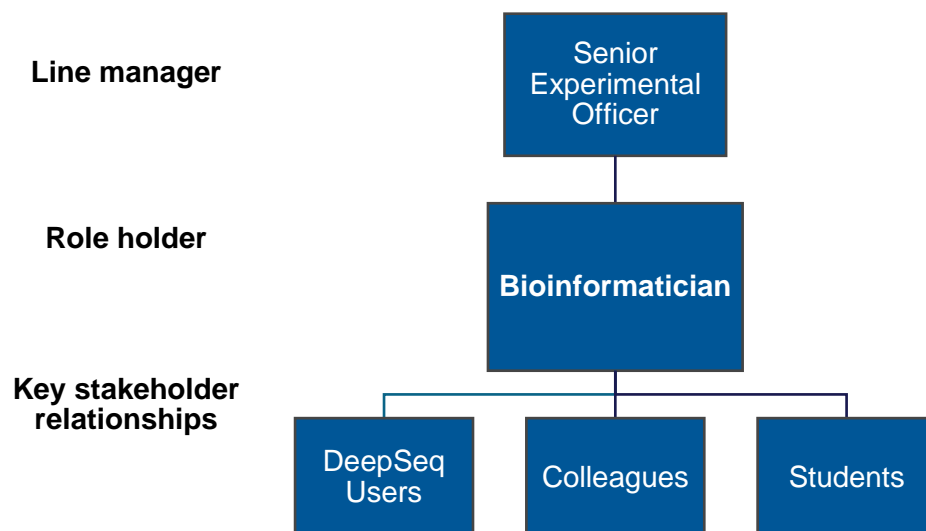 Line manager
Senior
Experimental
Officer
Role holder
Bioinformatician
Key stakeholder
relationships
DeepSeq
Users
Colleagues
Students